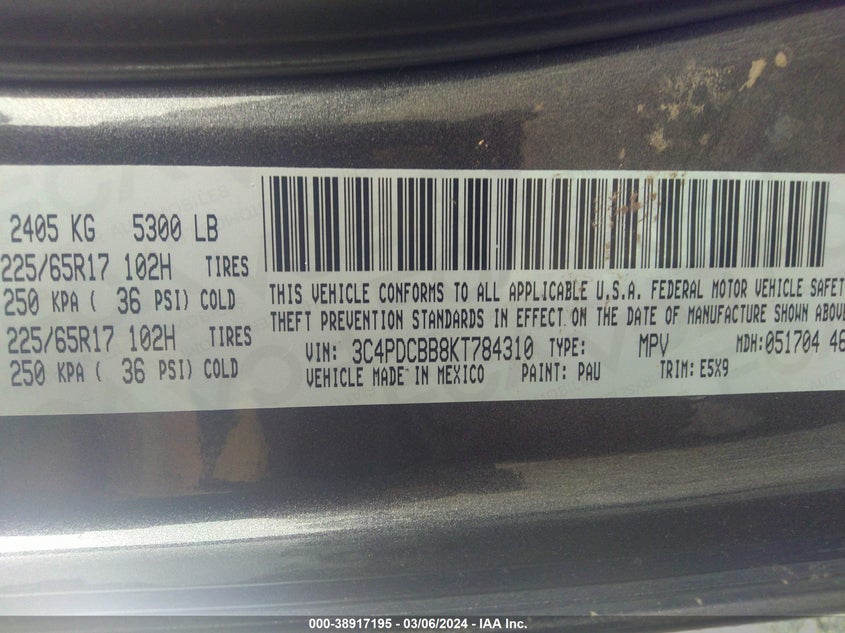 2405 KG 5300 LB
225/65R17 102H TIRES
250 KPA ( 36 PSI) COLD
225/65R17 102H TIRES
250 KPA ( 36 PSI) COLD
THIS VEHICLE CONFORMS TO ALL APPLICABLE U.S.A. FEDERAL MOTOR VEHICLE SAFET
THEFT PREVENTION STANDARDS IN EFFECT ON THE DATE OF MANUFACTURE SHOWN ABOVE
VIN: 3C4PDCBB8KT784310 TYPE: MPV MDH:051704 46
VEHICLE MADE IN MEXICO PAINT: PAU TRIM: E5X9
000-38917195 - 03/06/2024 - IAA Inc.